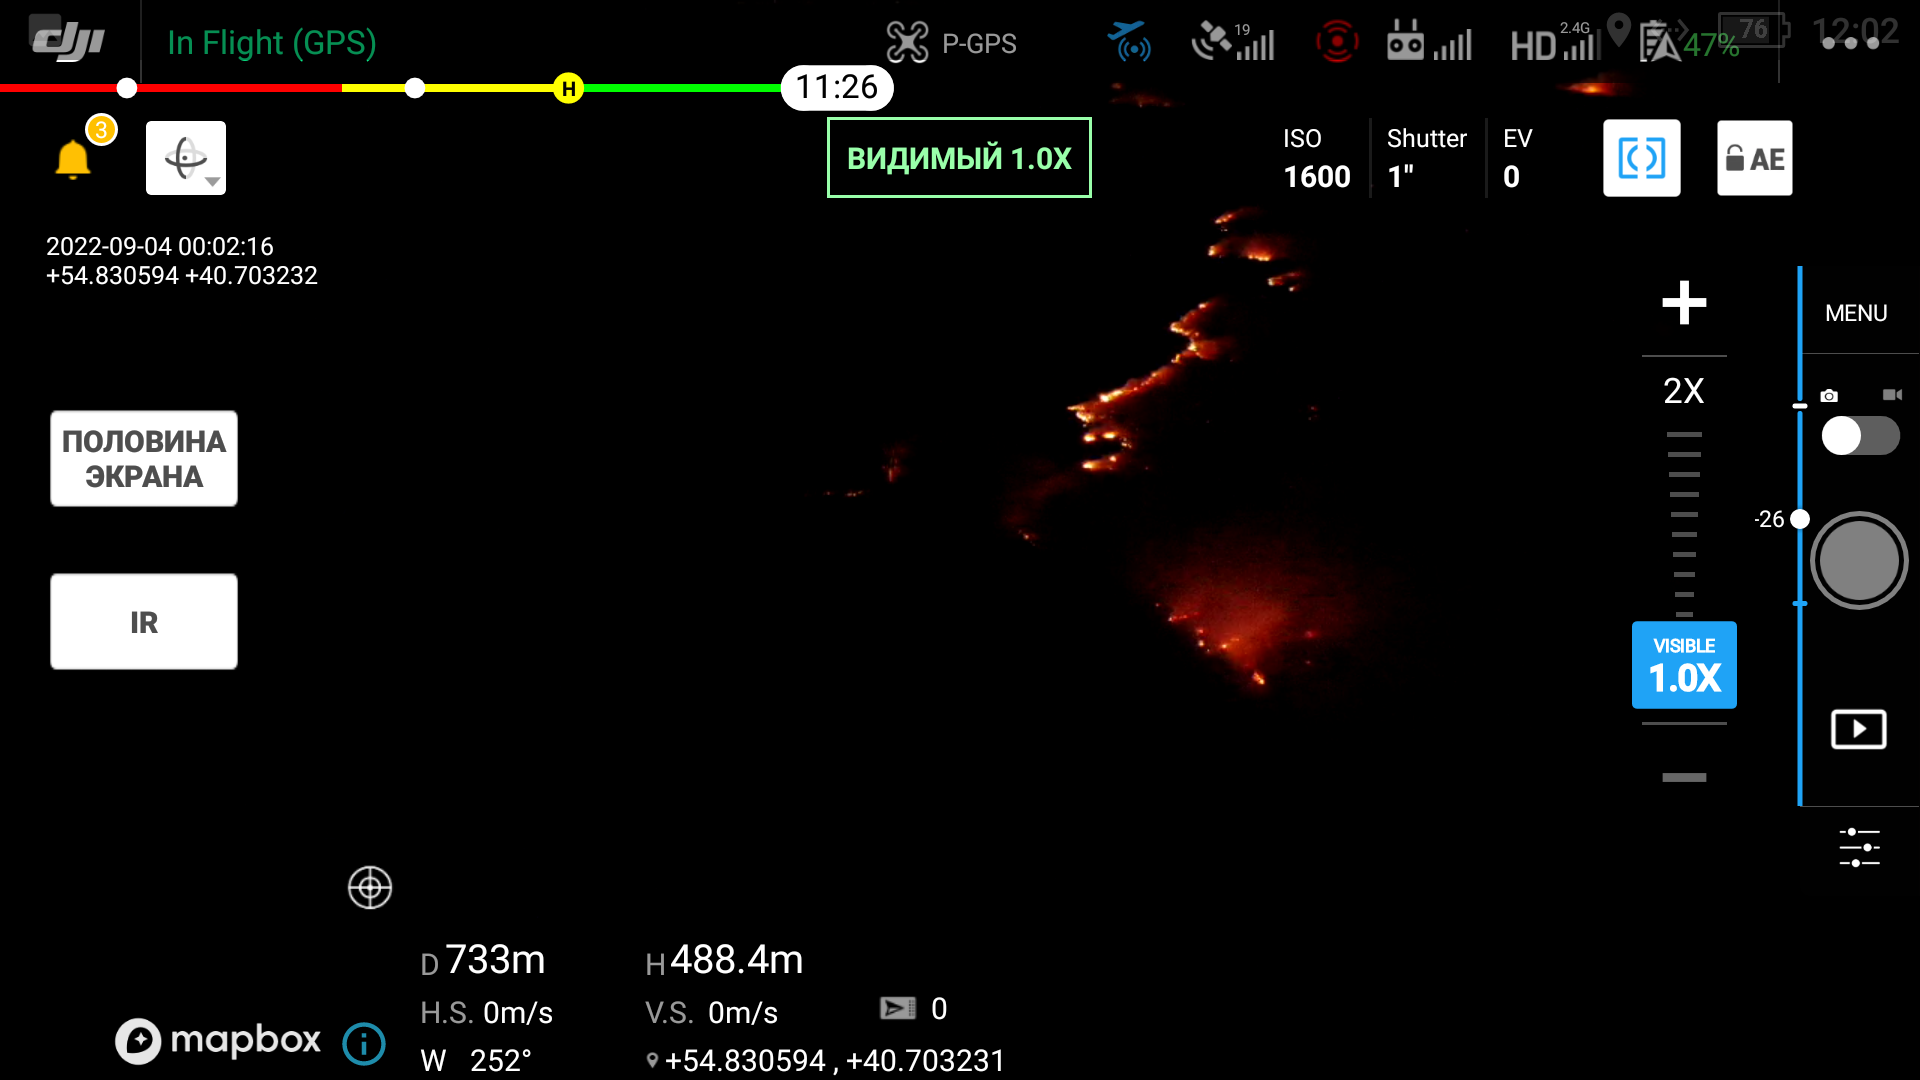 dji
In Flight (GPS)
P-GPS
19
HD
2.4G
47%
76
12:02
H
11:26
3
ВИДИМЫЙ 1.0X
ISO
1600
Shutter
1"
EV
0
AE
2022-09-04 00:02:16
+54.830594 +40.703232
MENU
2X
ПОЛОВИНА
ЭКРАНА
-26
IR
VISIBLE
1.0X
D 733m
H 488.4m
H.S. 0m/s
V.S. 0m/s
0
mapbox
i
W 252°
+54.830594 , +40.703231